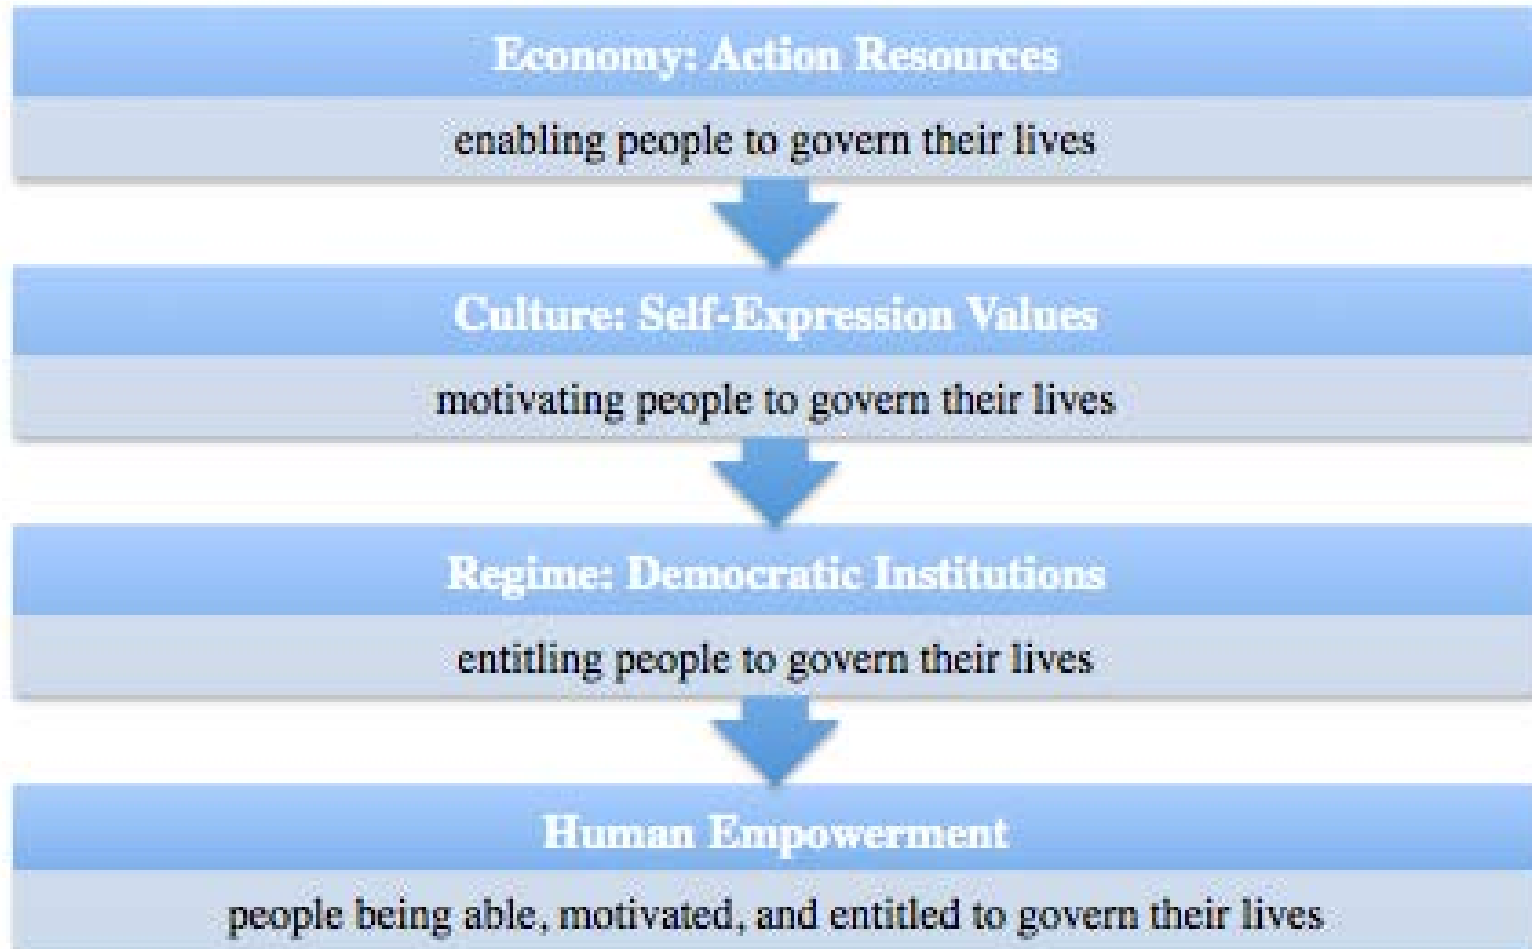 Economy: Action Resources
enabling people to govern their lives
Culture: Self-Expression Values
motivating people to govern their lives
Regime: Democratic Institutions
entitling people to govern their lives
Human Empowerment
people being able, motivated, and entitled to govern their lives